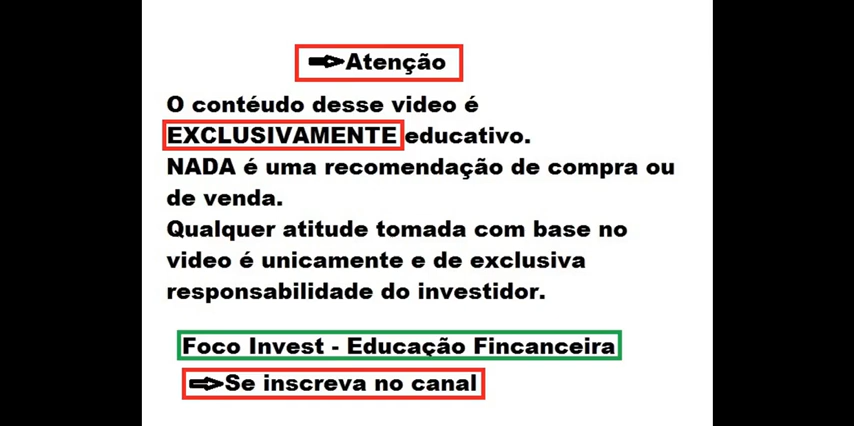 ⇨Atenção
O contéudo desse video é
EXCLUSIVAMENTE educativo.
NADA é uma recomendação de compra ou
de venda.
Qualquer atitude tomada com base no
video é unicamente e de exclusiva
responsabilidade do investidor.
Foco Invest - Educação Fincanceira
⇨Se inscreva no canal